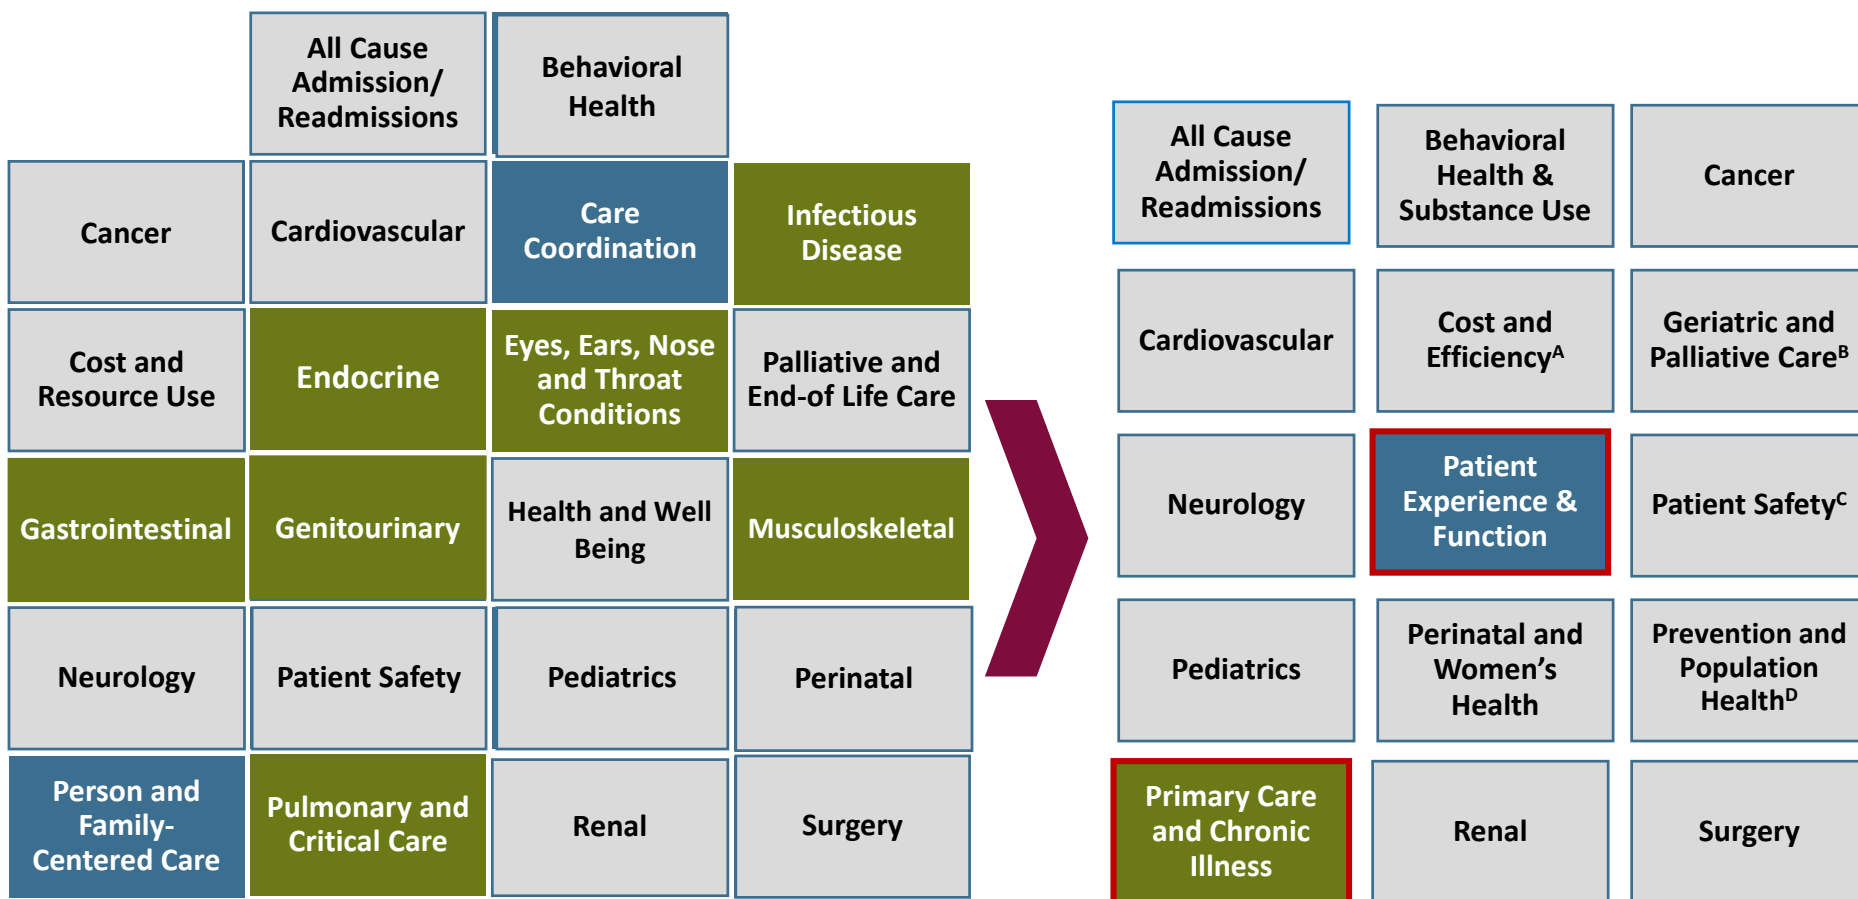 All Cause
Admission/
Readmissions
Behavioral
Health
Cancer
Cardiovascular
Care
Coordination
Infectious
Disease
Cost and
Resource Use
Endocrine
Eyes, Ears, Nose
and Throat
Conditions
Palliative and
End-of Life Care
Gastrointestinal
Genitourinary
Health and Well
Being
Musculoskeletal
Neurology
Patient Safety
Pediatrics
Perinatal
Person and
Family-
Centered Care
Pulmonary and
Critical Care
Renal
Surgery
All Cause
Admission/
Readmissions
Behavioral
Health &
Substance Use
Cancer
Cardiovascular
Cost and
Efficiencyᴬ
Geriatric and
Palliative Careᴮ
Neurology
Patient
Experience &
Function
Patient Safetyᶜ
Pediatrics
Perinatal and
Women’s
Health
Prevention and
Population
Healthᴰ
Primary Care
and Chronic
Illness
Renal
Surgery